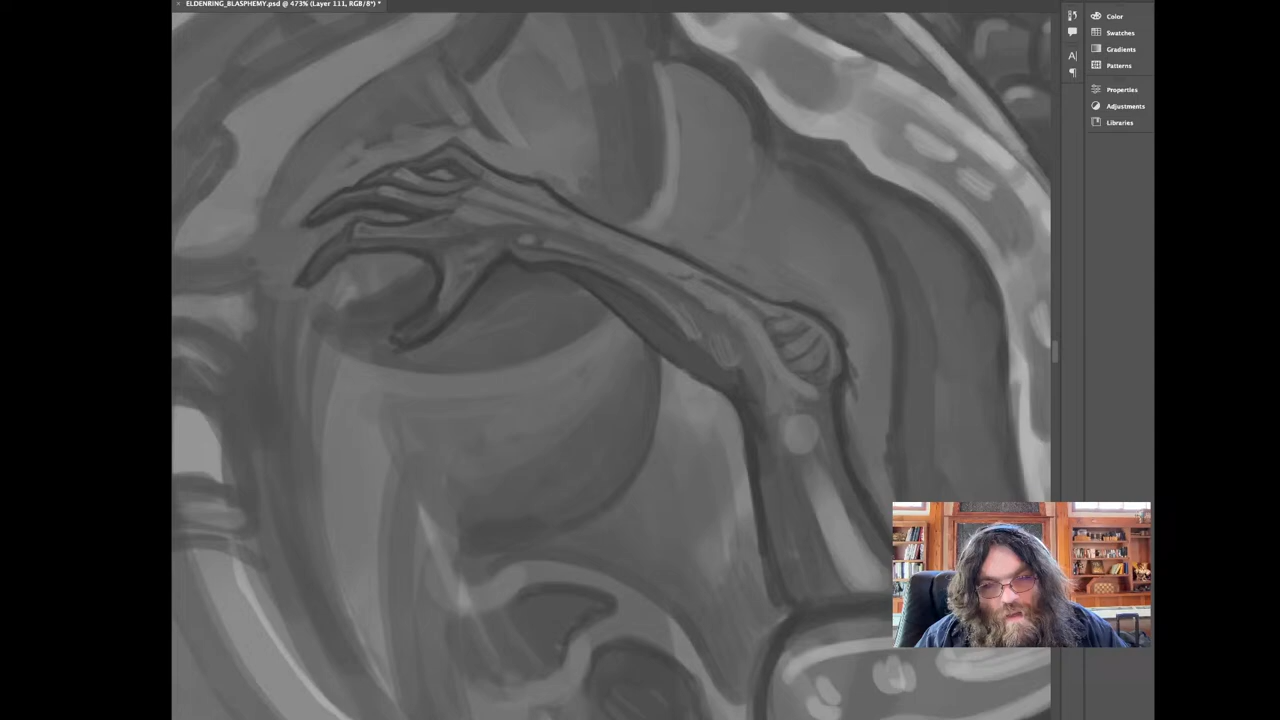 ELDENRING_BLASPHEMY.psd @ 473% (Layer 111, RGB/8*) *
Color
Swatches
Gradients
Patterns
Properties
Adjustments
Libraries